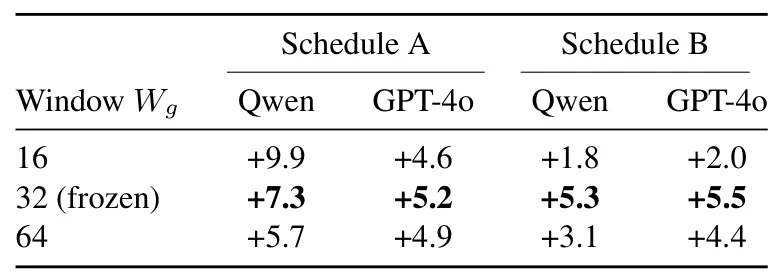 Schedule A Schedule B
Window W_g Qwen GPT-4o Qwen GPT-4o
16 +9.9 +4.6 +1.8 +2.0
32 (frozen) +7.3 +5.2 +5.3 +5.5
64 +5.7 +4.9 +3.1 +4.4